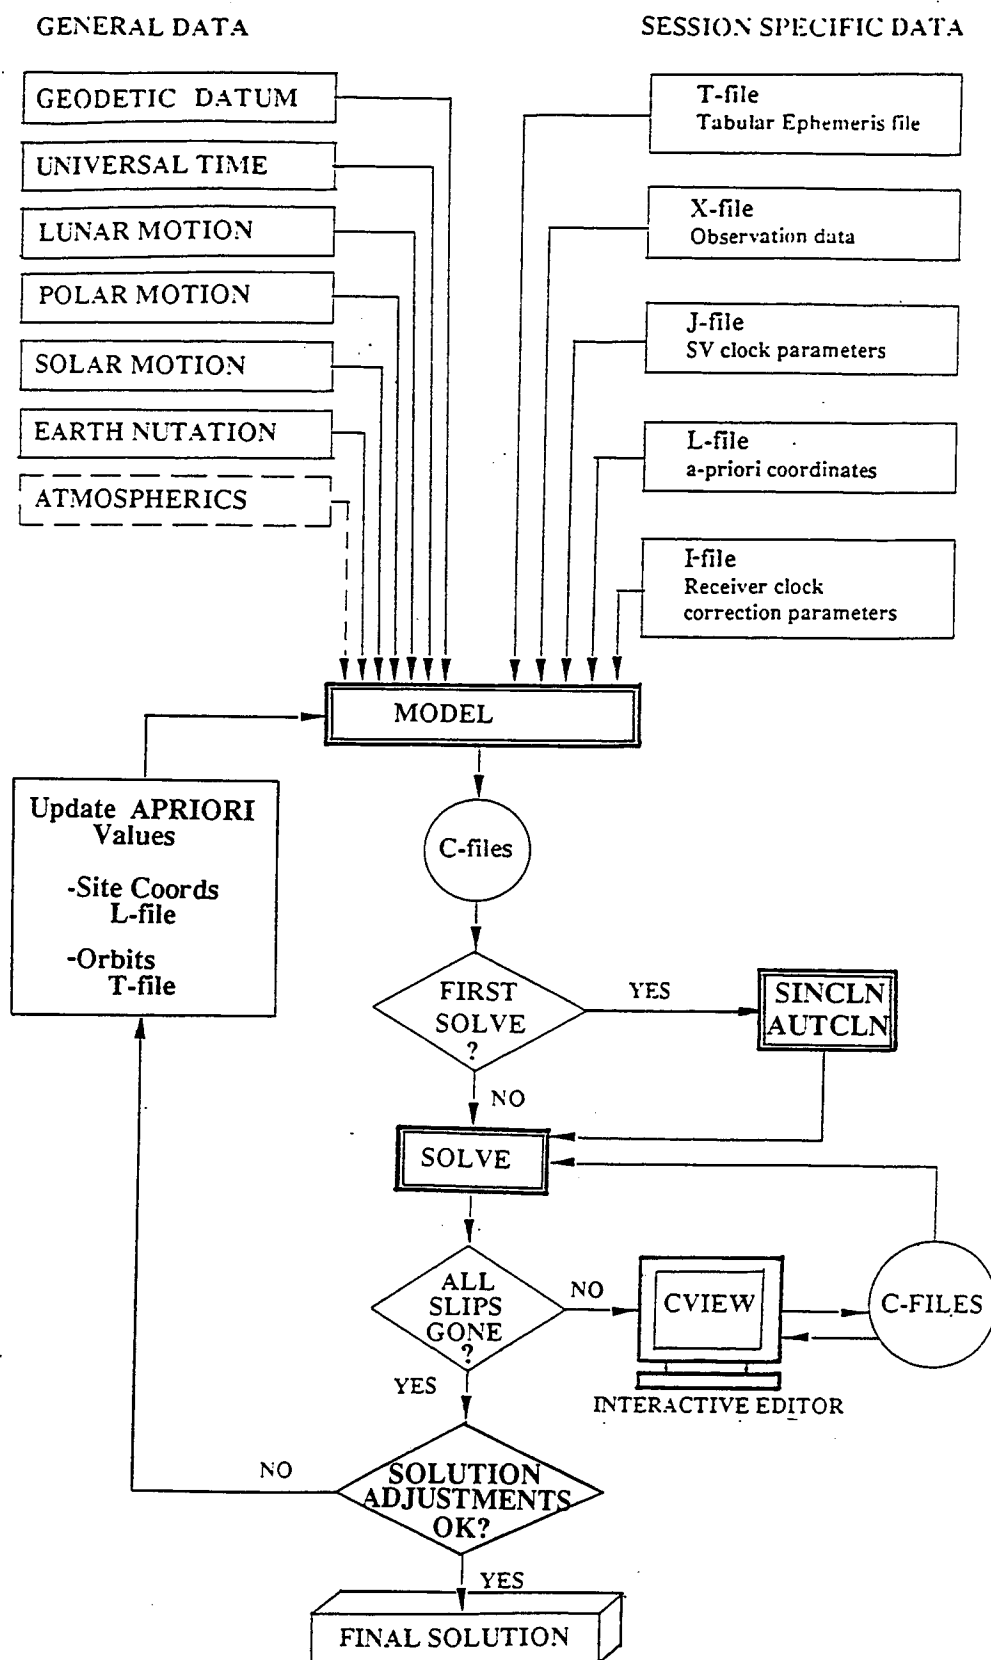 GENERAL DATA
SESSION SPECIFIC DATA
GEODETIC DATUM
UNIVERSAL TIME
LUNAR MOTION
POLAR MOTION
SOLAR MOTION
EARTH NUTATION
ATMOSPHERICS
T-file
Tabular Ephemeris file
X-file
Observation data
J-file
SV clock parameters
L-file
a-priori coordinates
I-file
Receiver clock
correction parameters
MODEL
Update APRIORI
Values
-Site Coords
L-file
-Orbits
T-file
C-files
FIRST
SOLVE
?
YES
SINCLN
AUTCLN
NO
SOLVE
ALL
SLIPS
GONE
?
NO
CVIEW
C-FILES
INTERACTIVE EDITOR
YES
SOLUTION
ADJUSTMENTS
OK?
NO
YES
FINAL SOLUTION